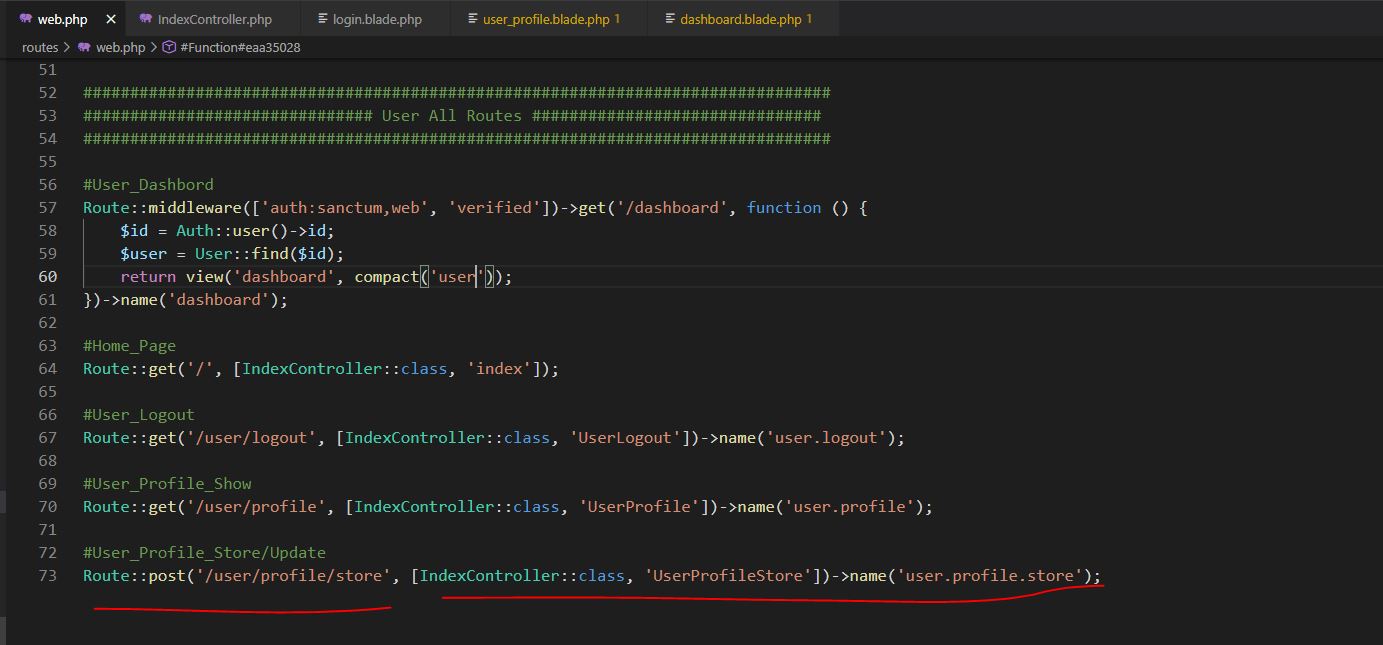 web.php
IndexController.php
login.blade.php
user_profile.blade.php 1
dashboard.blade.php 1
routes > web.php > #Function#eaa35028
51
52 ################################################################################
53 ############################### User All Routes ###############################
54 ################################################################################
55
56 #User_Dashbord
57 Route::middleware(['auth:sanctum,web', 'verified'])->get('/dashboard', function () {
58 $id = Auth::user()->id;
59 $user = User::find($id);
60 return view('dashboard', compact('user'));
61 })->name('dashboard');
62
63 #Home_Page
64 Route::get('/', [IndexController::class, 'index']);
65
66 #User_Logout
67 Route::get('/user/logout', [IndexController::class, 'UserLogout'])->name('user.logout');
68
69 #User_Profile_Show
70 Route::get('/user/profile', [IndexController::class, 'UserProfile'])->name('user.profile');
71
72 #User_Profile_Store/Update
73 Route::post('/user/profile/store', [IndexController::class, 'UserProfileStore'])->name('user.profile.store');